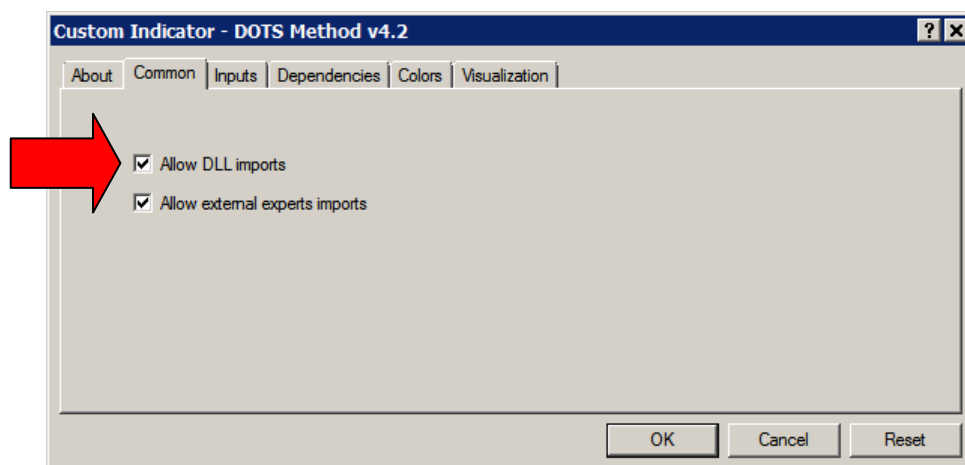 Custom Indicator - DOTS Method v4.2
About Common Inputs Dependencies Colors Visualization
Allow DLL imports
Allow external experts imports
OK Cancel Reset